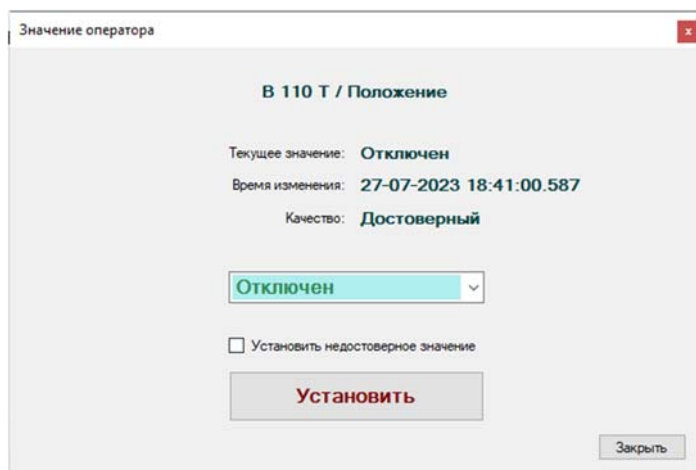 Значение оператора
x
В 110 Т / Положение
Текущее значение: Отключен
Время изменения: 27-07-2023 18:41:00.587
Качество: Достоверный
Отключен
Установить недостоверное значение
Установить
Закрыть